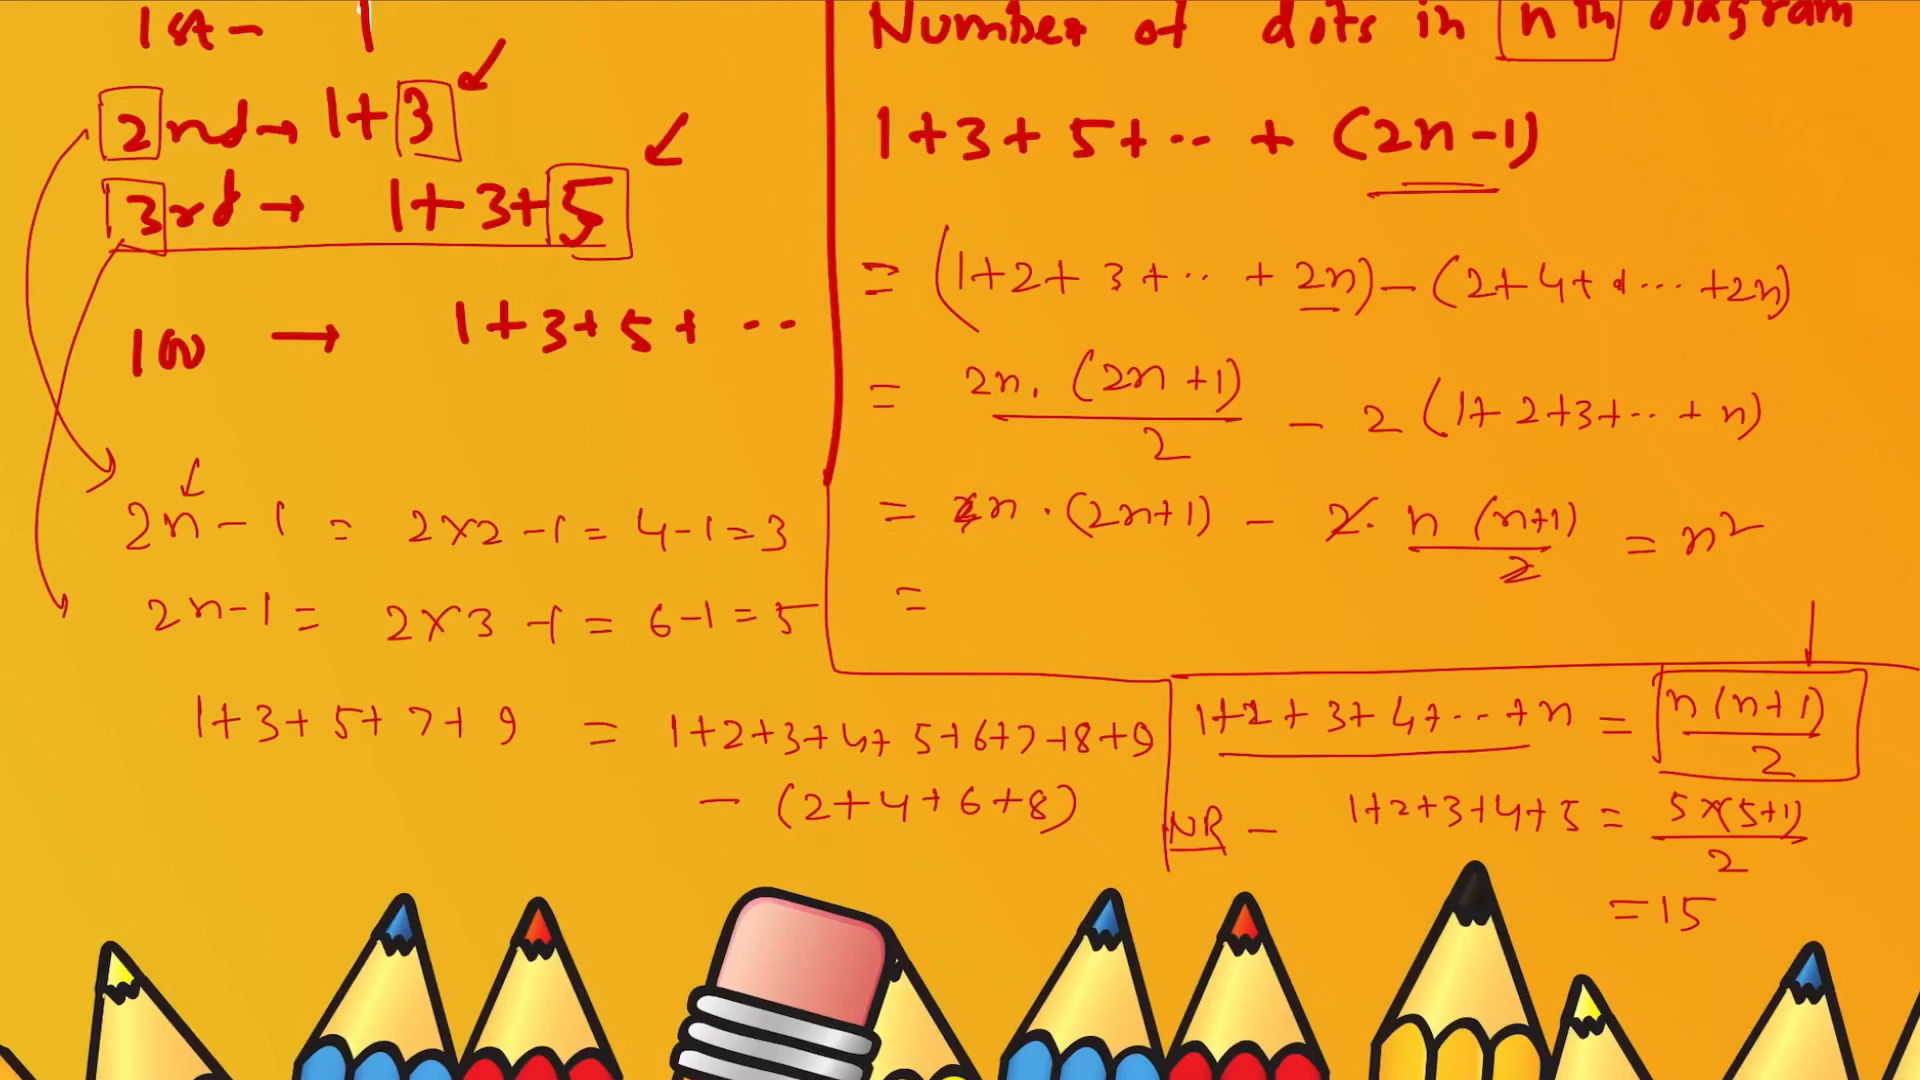 1st - 1
2nd → 1+3
3rd → 1+3+5
100 → 1+3+5+ ..
2n-1 = 2×2-1 = 4-1=3
2n-1 = 2×3-1 = 6-1=5
1+3+5+7+9 = 1+2+3+4+5+6+7+8+9
- (2+4+6+8)
Number of dots in nth diagram
1+3+5+..+(2n-1)
= (1+2+3+..+2n)-(2+4+ ...+2n)
= 2n.(2n+1)/2 - 2(1+2+3+..+n)
= 2n.(2n+1) - 2. n(n+1)/2 = n²
=
1+2+3+4+..+n = n(n+1)/2
NR - 1+2+3+4+5 = 5×(5+1)/2
=15